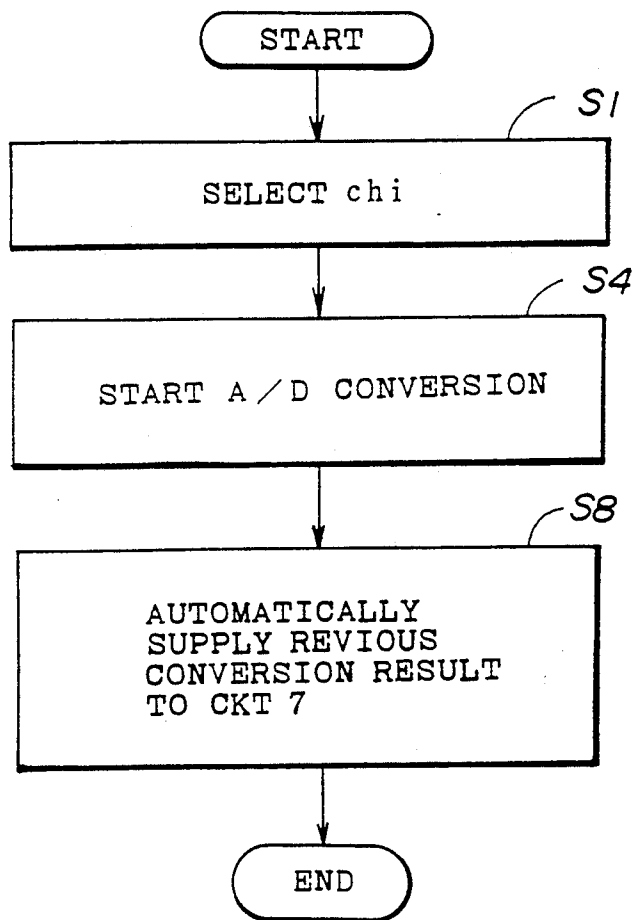 START
S1
SELECT chi
S4
START A/D CONVERSION
S8
AUTOMATICALLY
SUPPLY REVIOUS
CONVERSION RESULT
TO CKT 7
END